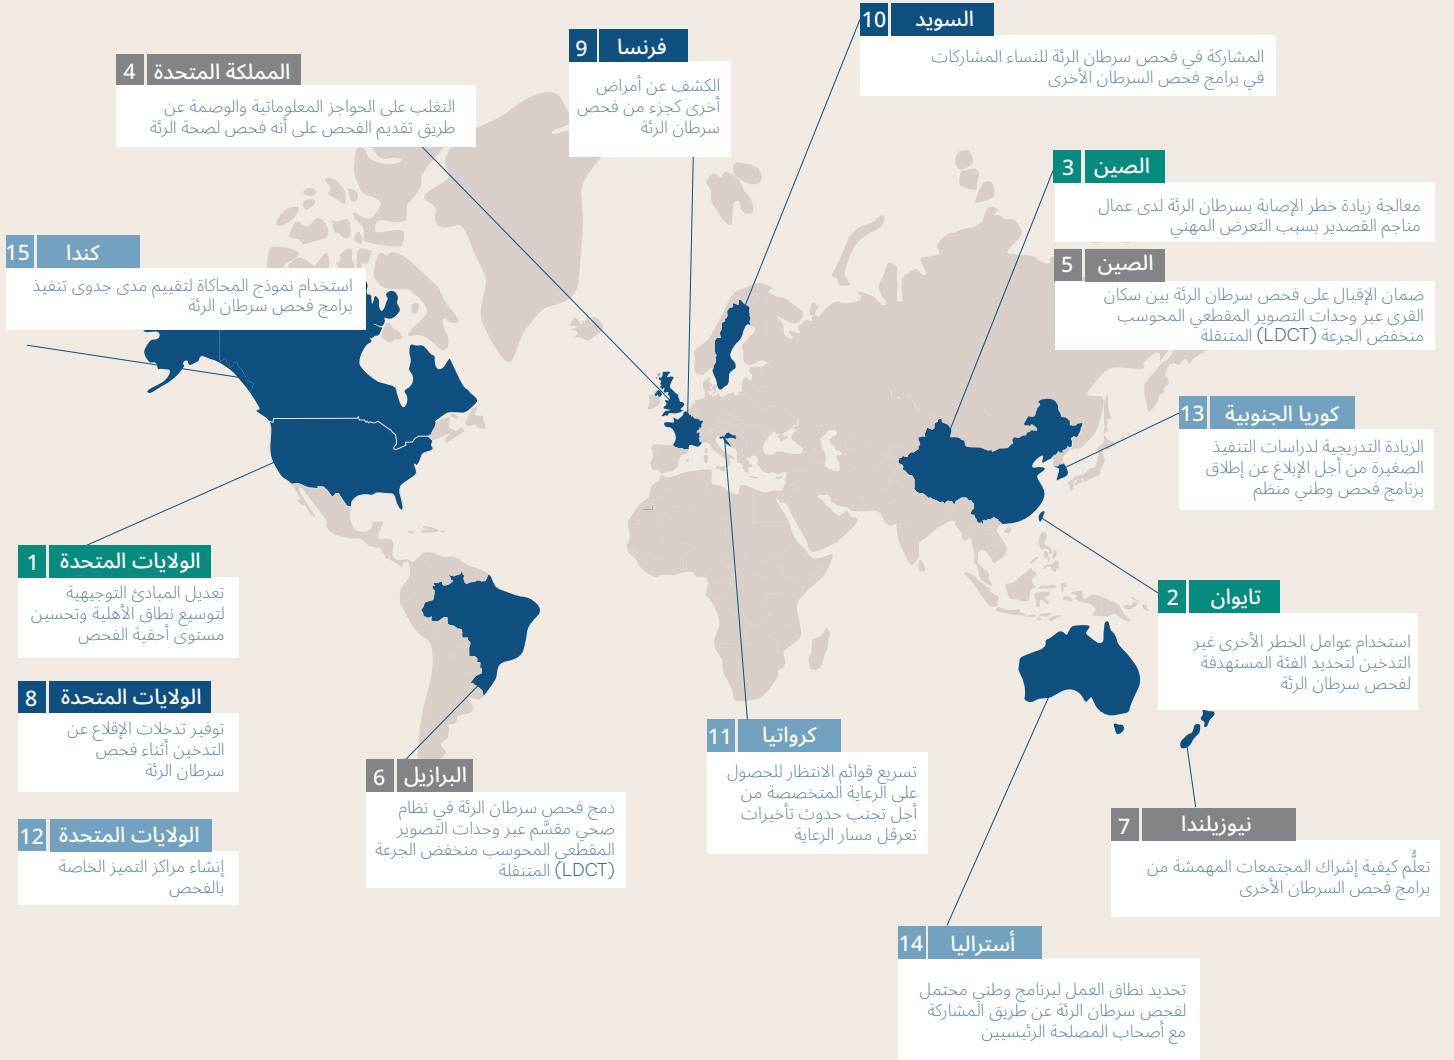 10 السويد
المشاركة في فحص سرطان الرئة للنساء المشاركات
في برامج فحص السرطان الأخرى
9 فرنسا
الكشف عن أمراض
أخرى كجزء من فحص
سرطان الرئة
4 المملكة المتحدة
التغلب على الحواجز المعلوماتية والوصمة عن
طريق تقديم الفحص على أنه فحص لصحة الرئة
3 الصين
معالجة زيادة خطر الإصابة بسرطان الرئة لدى عمال
مناجم القصدير بسبب التعرض المهني
5 الصين
ضمان الإقبال على فحص سرطان الرئة بين سكان
القرى عبر وحدات التصوير المقطعي المحوسب
منخفض الجرعة (LDCT) المتنقلة
15 كندا
استخدام نموذج المحاكاة لتقييم مدى جدوى تنفيذ
برامج فحص سرطان الرئة
13 كوريا الجنوبية
الزيادة التدريجية لدراسات التنفيذ
الصغيرة من أجل الإبلاغ عن إطلاق
برنامج فحص وطني منظم
1 الولايات المتحدة
تعديل المبادئ التوجيهية
لتوسيع نطاق الأهلية وتحسين
مستوى أحقية الفحص
2 تايوان
استخدام عوامل الخطر الأخرى غير
التدخين لتحديد الفئة المستهدفة
لفحص سرطان الرئة
8 الولايات المتحدة
توفير تدخلات الإقلاع عن
التدخين أثناء فحص
سرطان الرئة
11 كرواتيا
تسريع قوائم الانتظار للحصول
على الرعاية المتخصصة من
أجل تجنب حدوث تأخيرات
تعرقل مسار الرعاية
6 البرازيل
دمج فحص سرطان الرئة في نظام
صحي مقسَّم عبر وحدات التصوير
المقطعي المحوسب منخفض الجرعة
(LDCT) المتنقلة
7 نيوزيلندا
تعلُّم كيفية إشراك المجتمعات المهمشة من
برامج فحص السرطان الأخرى
12 الولايات المتحدة
إنشاء مراكز التميز الخاصة
بالفحص
14 أستراليا
تحديد نطاق العمل لبرنامج وطني محتمل
لفحص سرطان الرئة عن طريق المشاركة
مع أصحاب المصلحة الرئيسيين